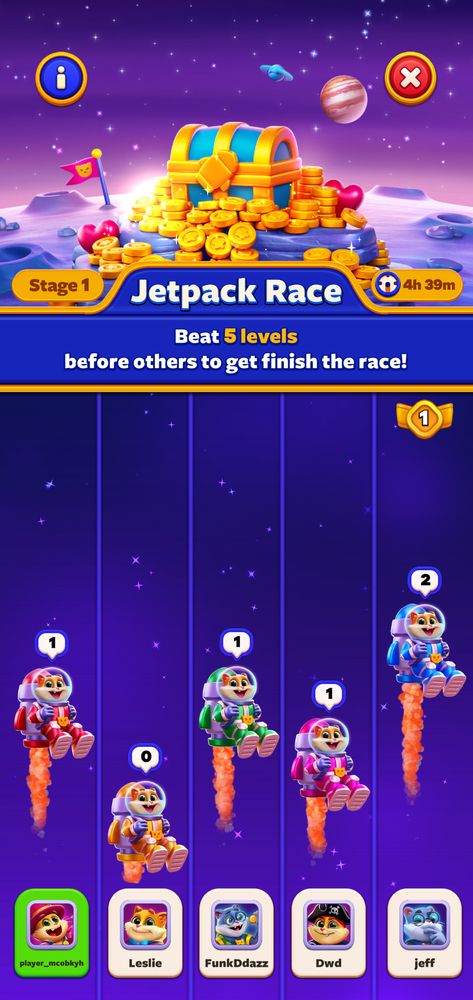 Stage 1
Jetpack Race
4h 39m
Beat 5 levels
before others to get finish the race!
1
2
1
1
1
0
player_mcobkyh
Leslie
FunkDdazz
Dwd
jeff